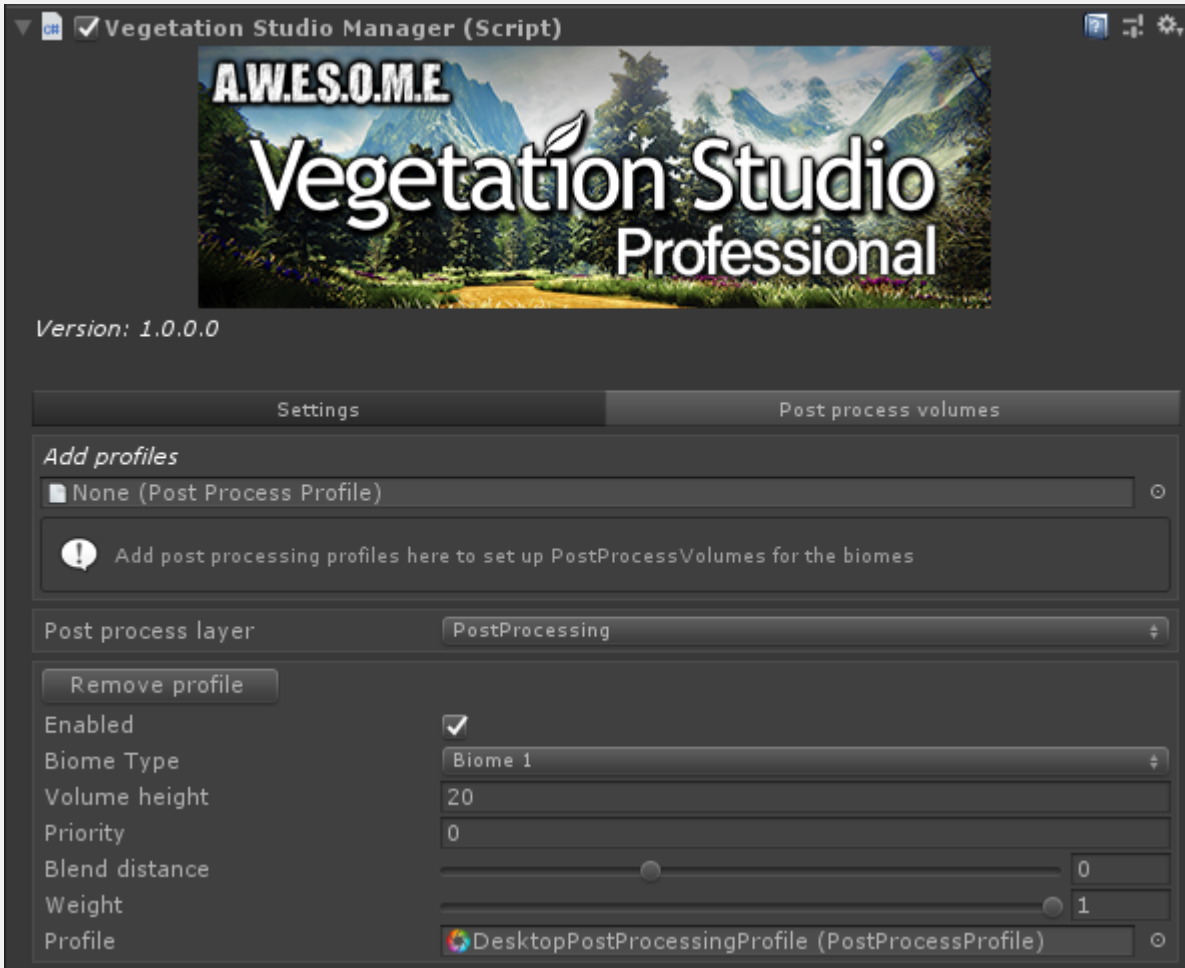 Vegetation Studio Manager (Script)
A.W.E.S.O.M.E.
Vegetation Studio
Professional
Version: 1.0.0.0
Settings
Post process volumes
Add profiles
None (Post Process Profile)
Add post processing profiles here to set up PostProcessVolumes for the biomes
Post process layer
PostProcessing
Remove profile
Enabled
Biome Type
Biome 1
Volume height
20
Priority
0
Blend distance
0
Weight
1
Profile
DesktopPostProcessingProfile (PostProcessProfile)